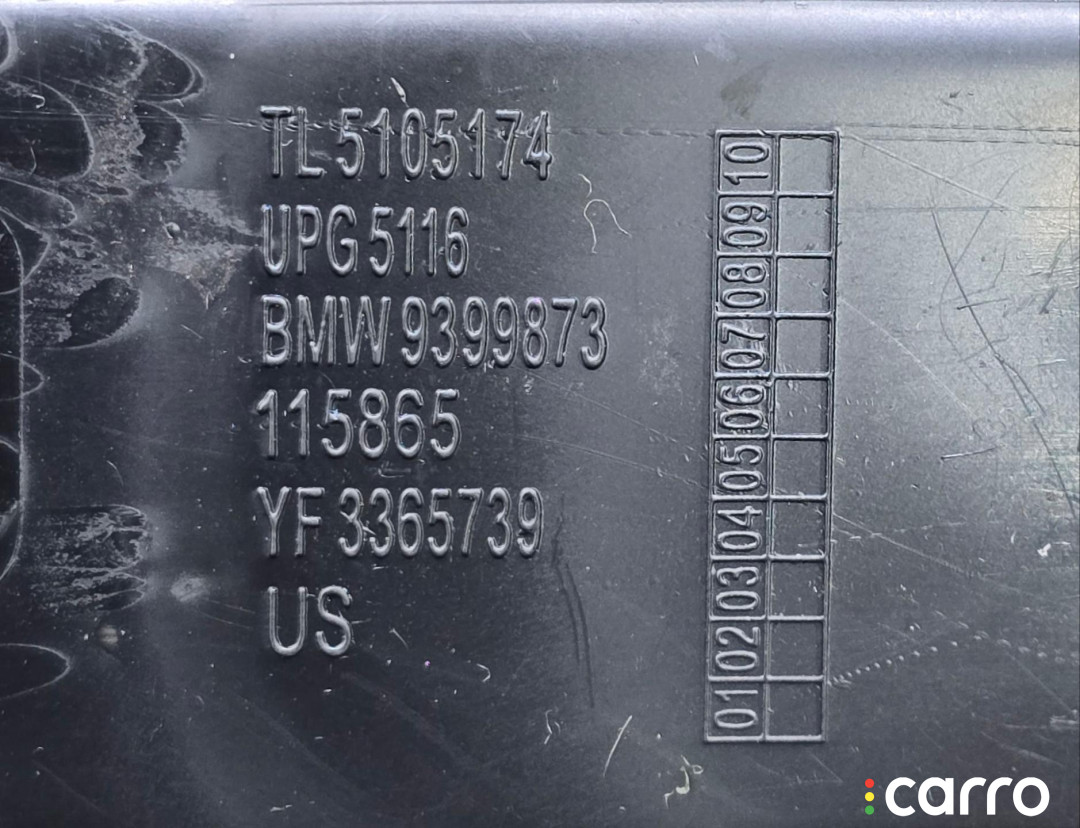 TL 5105174
UPG 5116
BMW 9399873
115865
YF 3365739
US
01 02 03 04 05 06 07 08 09 10
carro